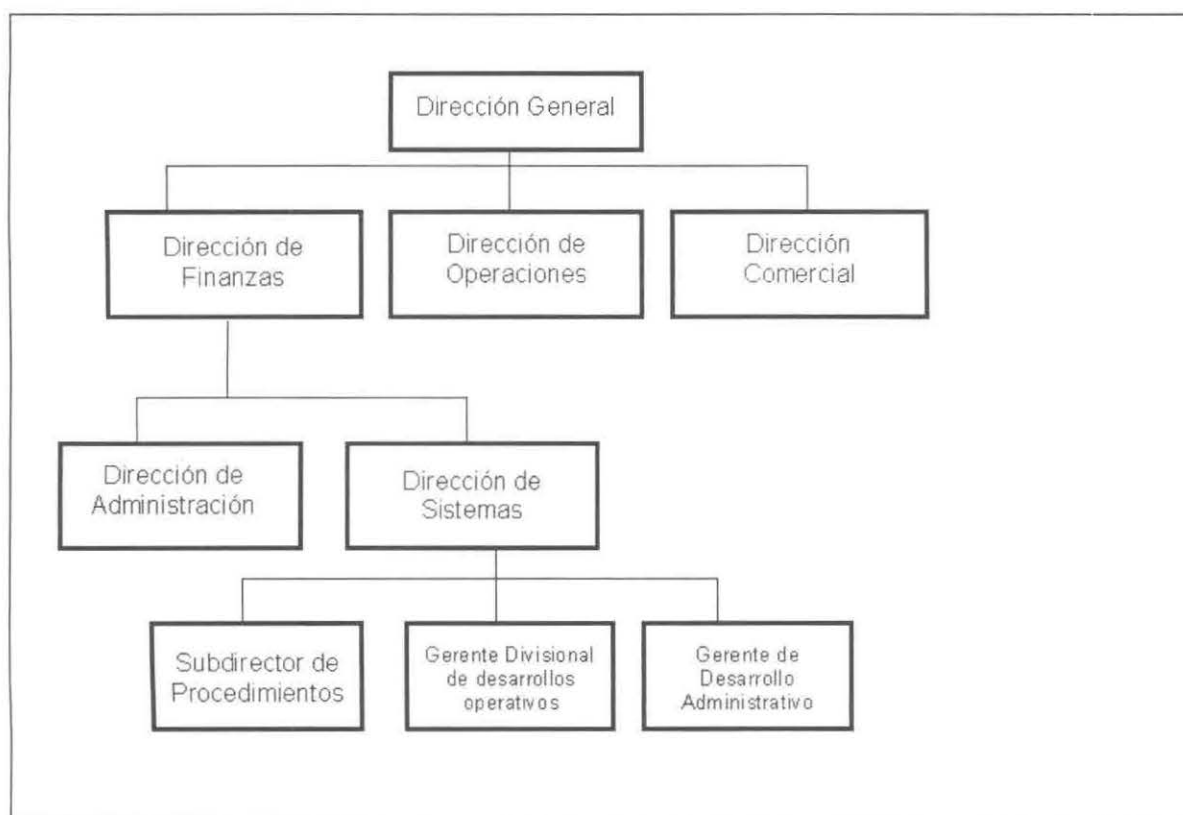 Dirección General
Dirección de
Finanzas
Dirección de
Operaciones
Dirección
Comercial
Dirección de
Administración
Dirección de
Sistemas
Subdirector de
Procedimientos
Gerente Divisional
de desarrollos
operativos
Gerente de
Desarrollo
Administrativo